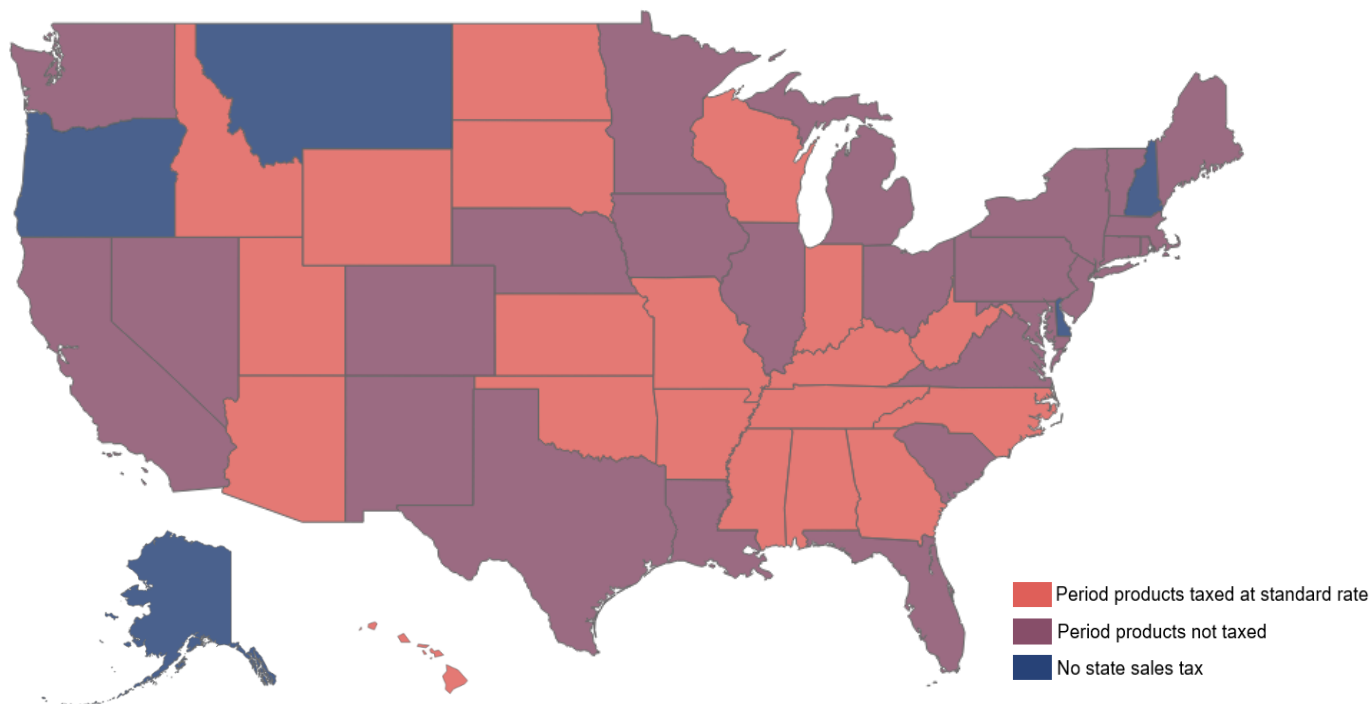 Period products taxed at standard rate
Period products not taxed
No state sales tax